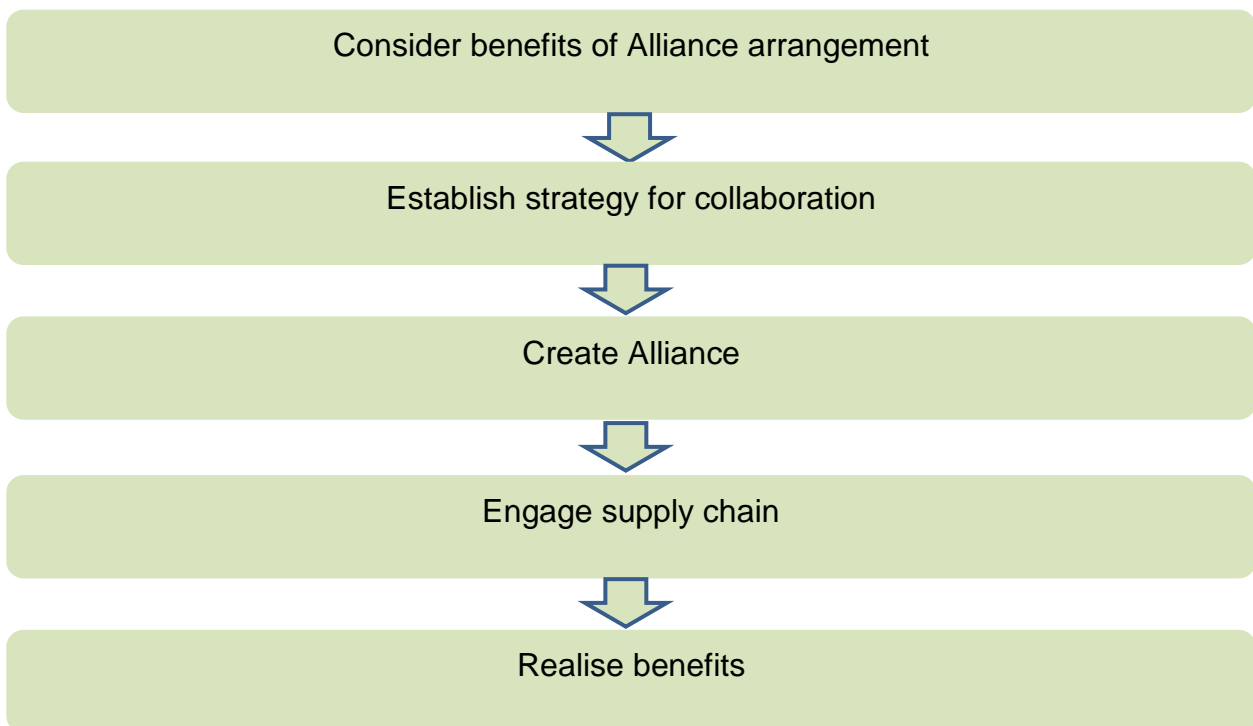 Consider benefits of Alliance arrangement
Establish strategy for collaboration
Create Alliance
Engage supply chain
Realise benefits